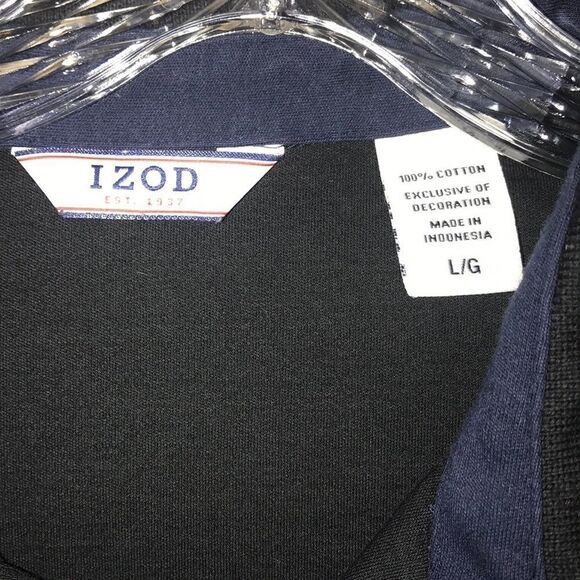 IZOD
EST. 1937
100% COTTON
EXCLUSIVE OF
DECORATION
MADE IN
INDONESIA
L/G